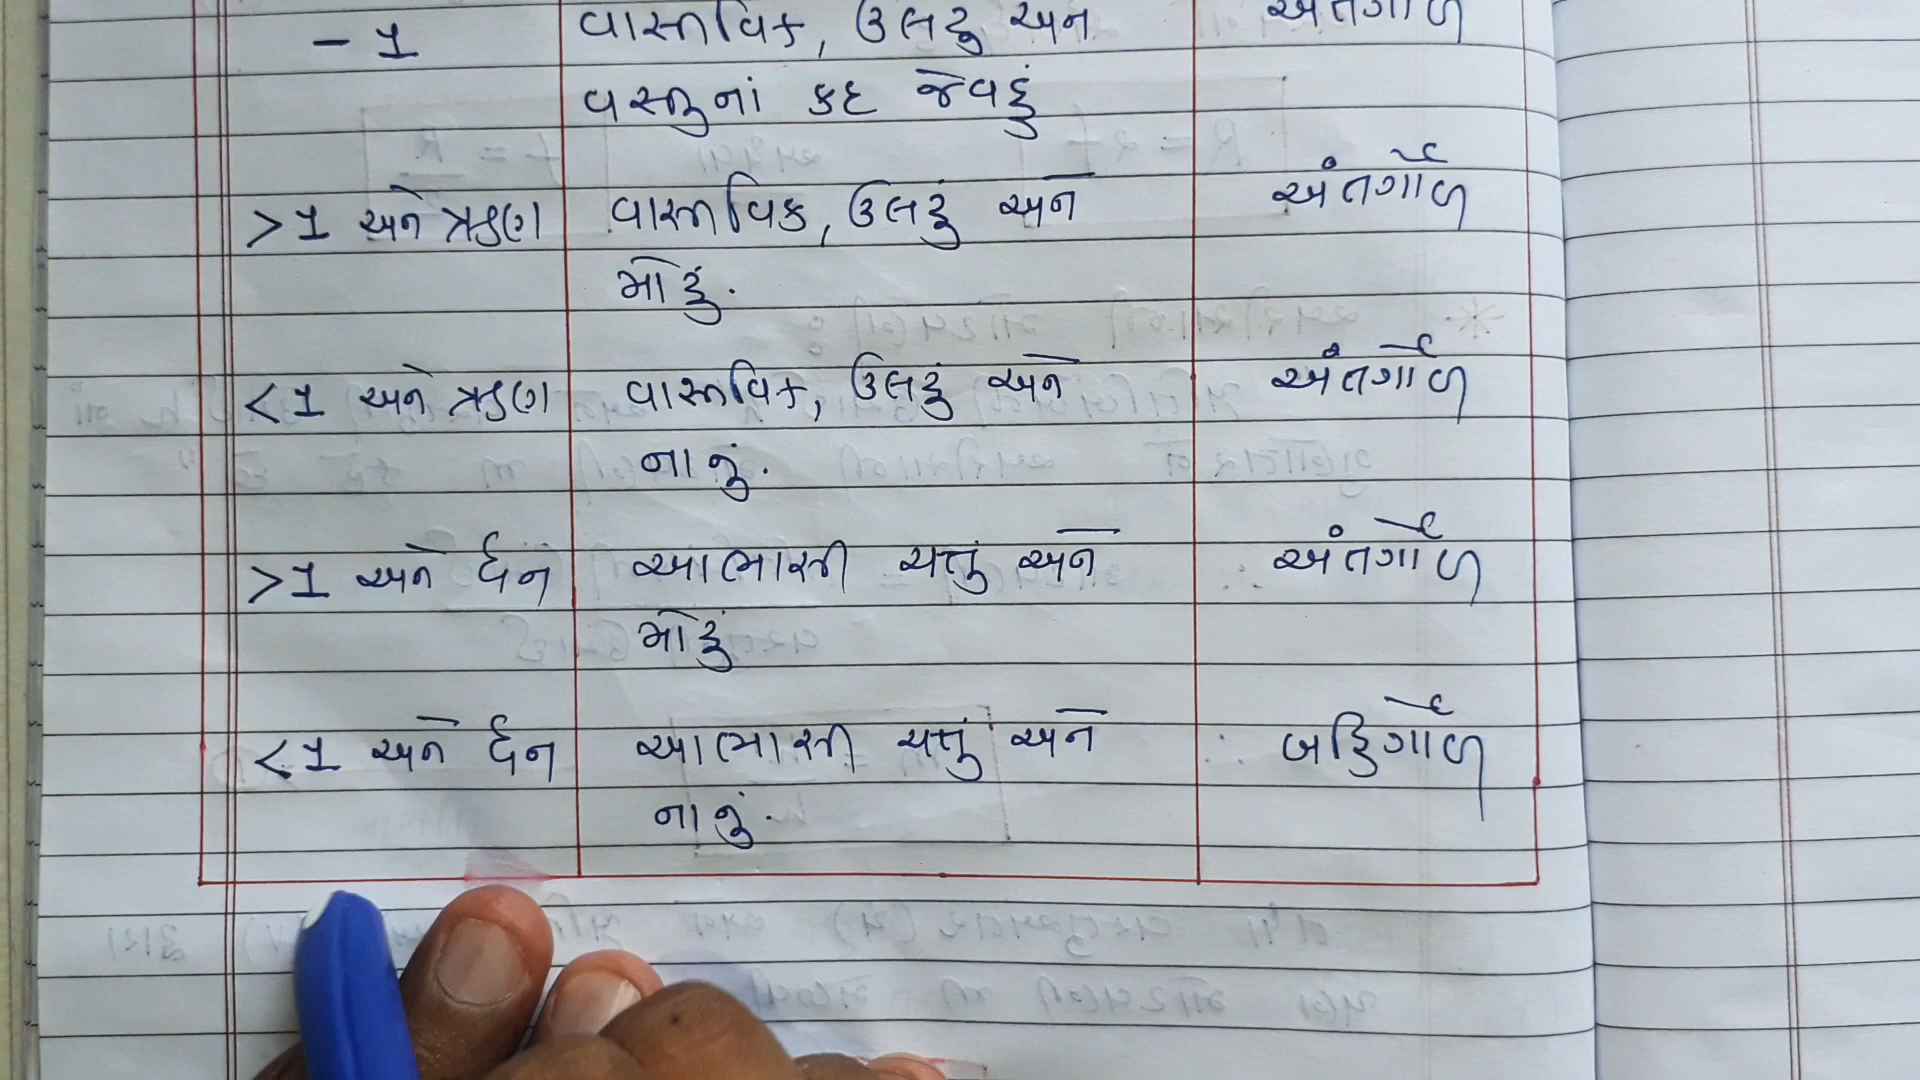 - 1 વાસ્તવિક, ઉલટું અને અંતર્ગોળ
વસ્તુનાં કદ જેવડું
>1 અને ઋણ વાસ્તવિક, ઉલટું અને અંતર્ગોળ
મોટું.
<1 અને ઋણ વાસ્તવિક, ઉલટું અને અંતર્ગોળ
નાનું.
>1 અને ધન આભાસી ચત્તું અને અંતર્ગોળ
મોટું
<1 અને ધન આભાસી ચત્તું અને બહિર્ગોળ
નાનું.